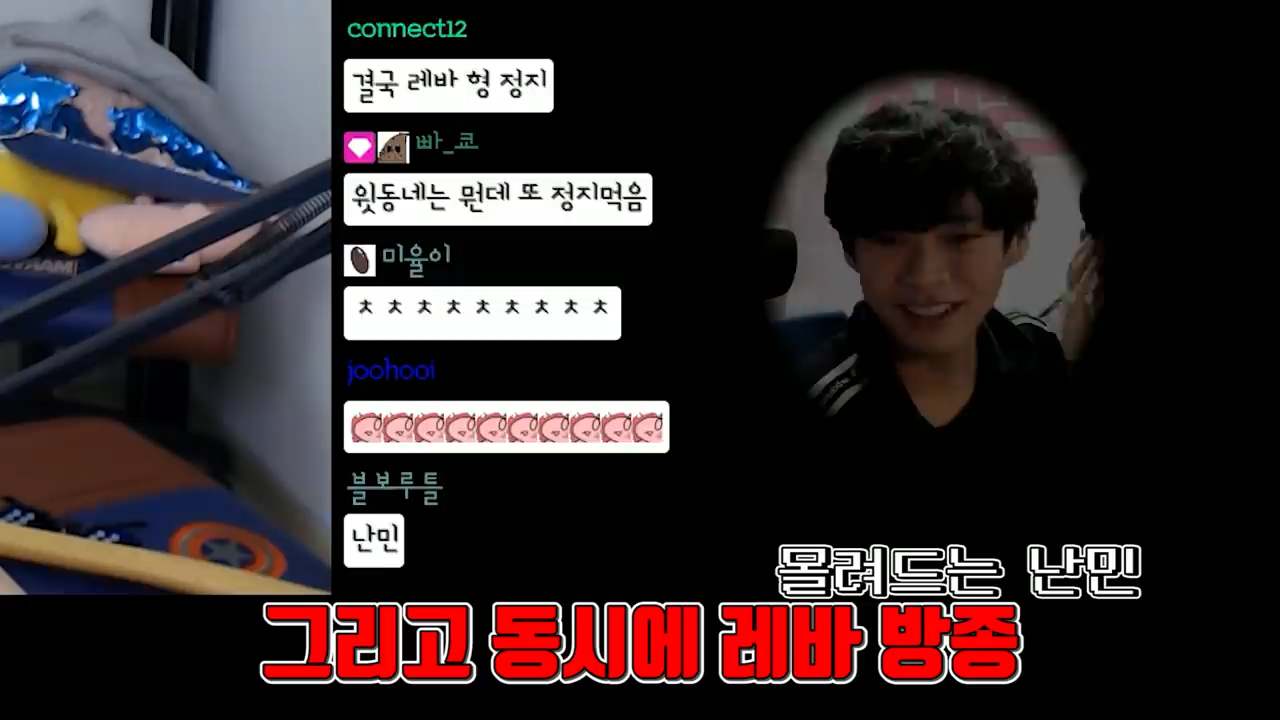 connect12
결국 레바 형 정지
빠_쿄
윗동네는 뭔데 또 정지먹음
미율이
ㅊㅊㅊㅊㅊㅊㅊㅊㅊ
joohooi
블보루틀
난민
몰려드는 난민
그리고 동시에 레바 방종